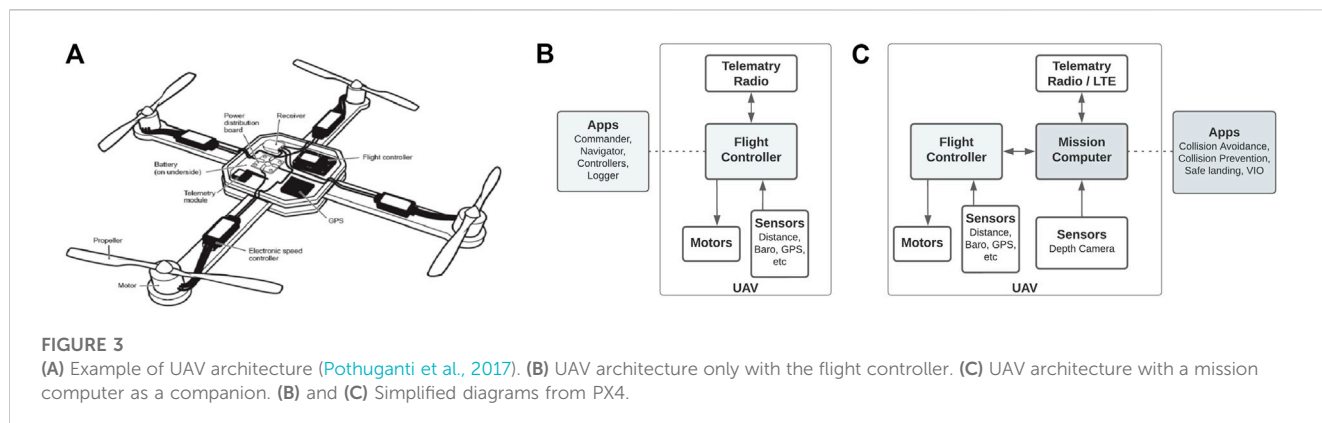 A
Power
distribution
board
Receiver
Flight controller
Battery
(on underside)
Telemetry
module
GPS
Propeller
Electronic speed
controller
Motor
B
Telemetry
Radio
Apps
Commander,
Navigator,
Controllers,
Logger
Flight
Controller
Motors
Sensors
Distance,
Baro, GPS,
etc
UAV
C
Telemetry
Radio / LTE
Flight
Controller
Mission
Computer
Apps
Collision Avoidance,
Collision Prevention,
Safe landing, VIO
Motors
Sensors
Distance,
Baro, GPS,
etc
Sensors
Depth Camera
UAV
FIGURE 3
(A) Example of UAV architecture (Pothuganti et al., 2017). (B) UAV architecture only with the flight controller. (C) UAV architecture with a mission
computer as a companion. (B) and (C) Simplified diagrams from PX4.